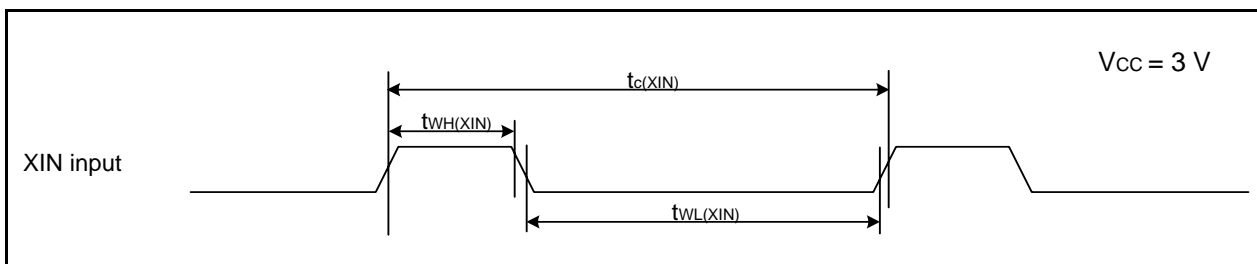 VCC = 3 V
tC(XIN)
tWH(XIN)
XIN input
tWL(XIN)